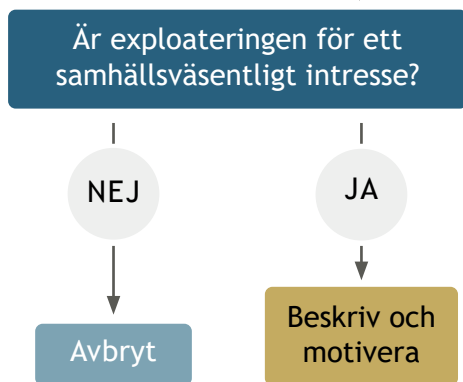 Är exploateringen för ett
samhällsväsentligt intresse?
NEJ
JA
Avbryt
Beskriv och
motivera